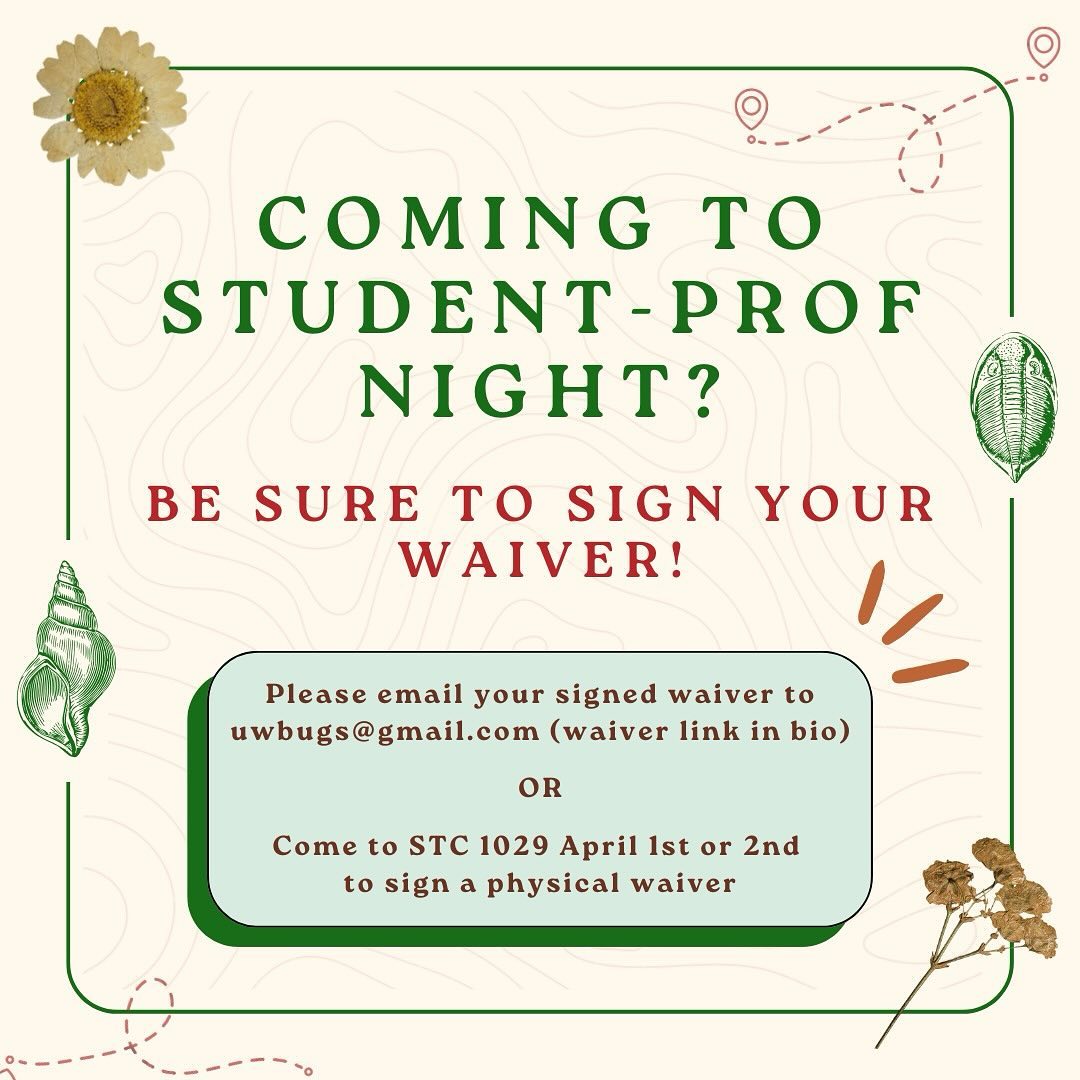 COMING TO
STUDENT-PROF
NIGHT?
BE SURE TO SIGN YOUR
WAIVER!
Please email your signed waiver to
uwbugs@gmail.com (waiver link in bio)
OR
Come to STC 1029 April 1st or 2nd
to sign a physical waiver